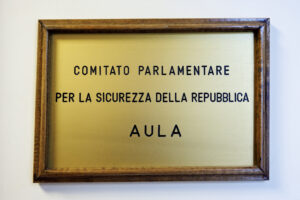 COMITATO PARLAMENTARE
PER LA SICUREZZA DELLA REPUBBLICA
AULA